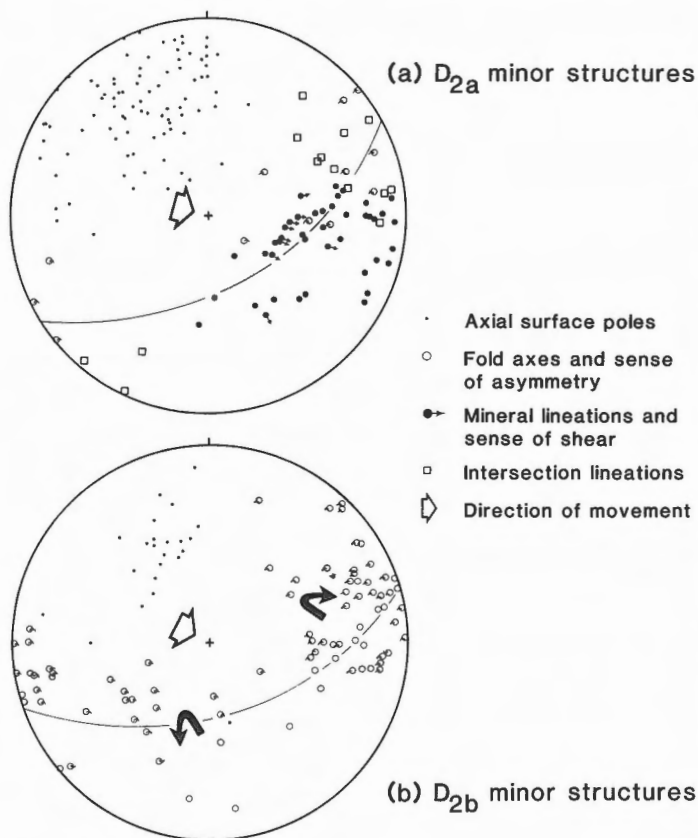 (a) D2a minor structures
Axial surface poles
Fold axes and sense
of asymmetry
Mineral lineations and
sense of shear
Intersection lineations
Direction of movement
(b) D2b minor structures